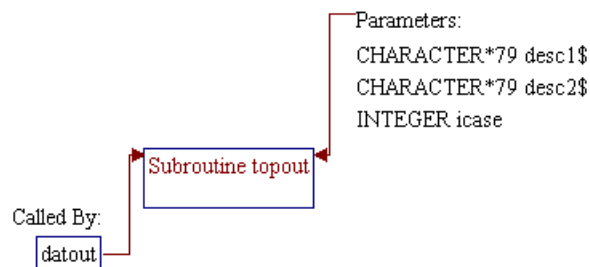 Parameters:
CHARACTER*79 desc1$
CHARACTER*79 desc2$
INTEGER icase
Subroutine topout
Called By:
datout